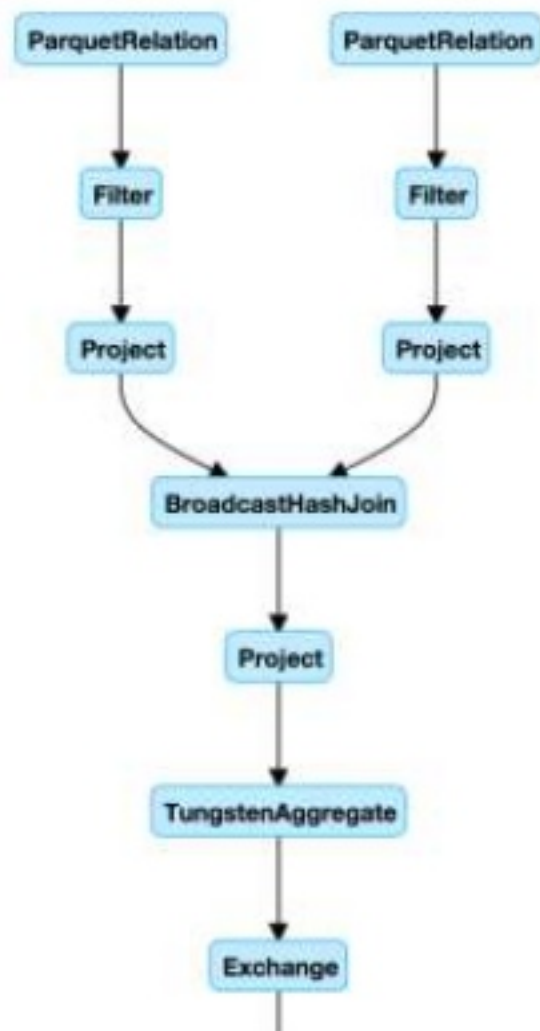 ParquetRelation ParquetRelation
Filter Filter
Project Project
BroadcastHashJoin
Project
TungstenAggregate
Exchange